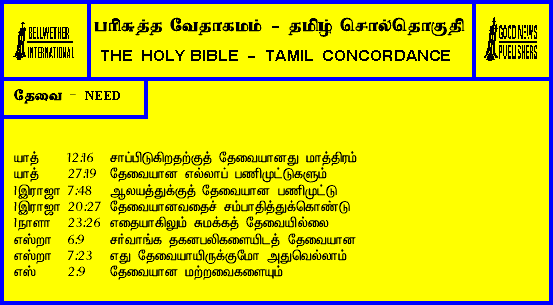 BELLWETHER
INTERNATIONAL
பரிசுத்த வேதாகமம் - தமிழ் சொல்தொகுதி
THE HOLY BIBLE - TAMIL CONCORDANCE
GOOD NEWS
PUBLISHERS
தேவை - NEED
யாத் 12:16 சாப்பிடுகிறதற்குத் தேவையானது மாத்திரம்
யாத் 27:19 தேவையான எல்லாப் பணிமுட்டுகளும்
1இராஜா 7:48 ஆலயத்துக்குத் தேவையான பணிமுட்டு
1இராஜா 20:27 தேவையானவதைச் சம்பாதித்துக்கொண்டு
1நாளா 23:26 எதையாகிலும் சுமக்கத் தேவையில்லை
எஸ்றா 6:9 சர்வாங்க தகனபலிகளையிடத் தேவையான
எஸ்றா 7:23 எது தேவையாயிருக்குமோ அதுவெல்லாம்
எஸ் 2:9 தேவையான மற்றவைகளையும்